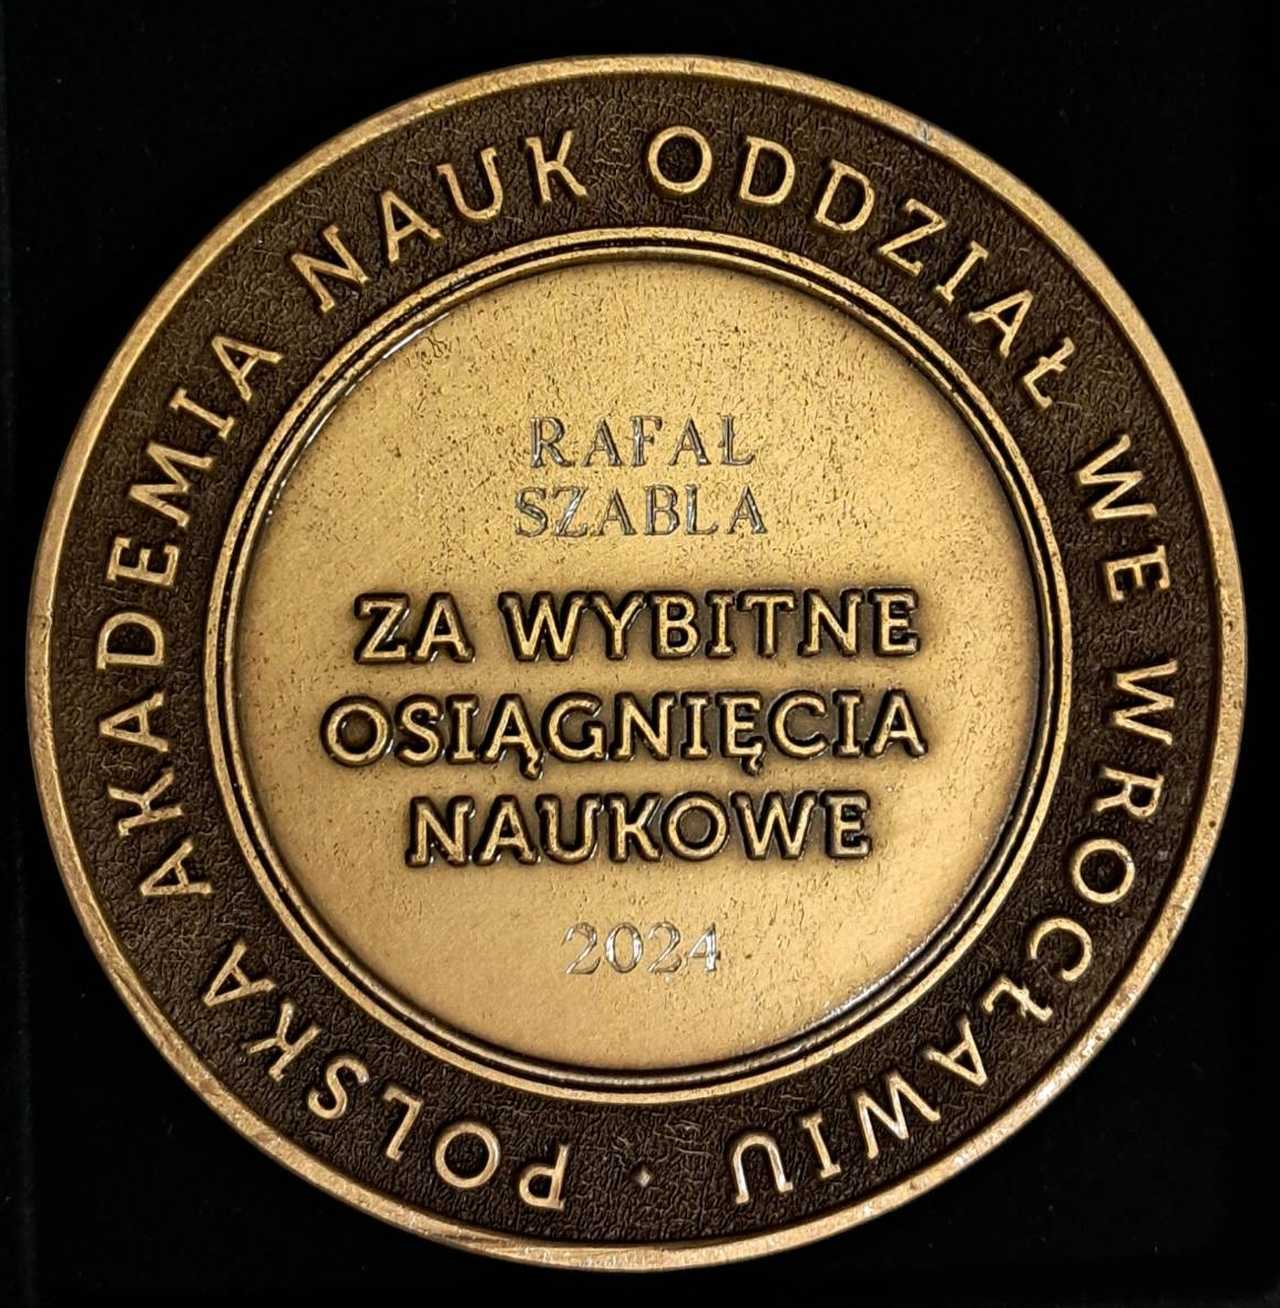 POLSKA AKADEMIA NAUK ODDZIAŁ WE WROCŁAWIU
RAFAŁ
SZABLA
ZA WYBITNE
OSIĄGNIĘCIA
NAUKOWE
2024